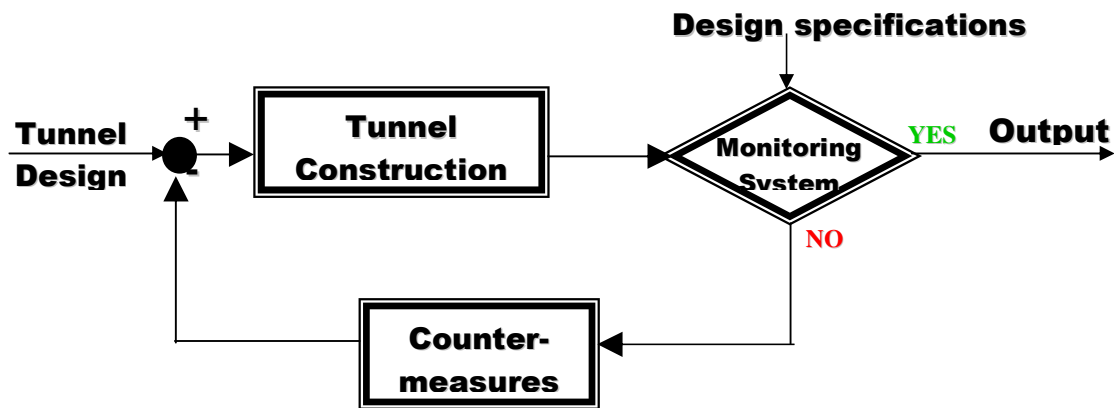 Design specifications
Tunnel
Design
+
-
Tunnel
Construction
Monitoring
System
YES
Output
NO
Counter-
measures